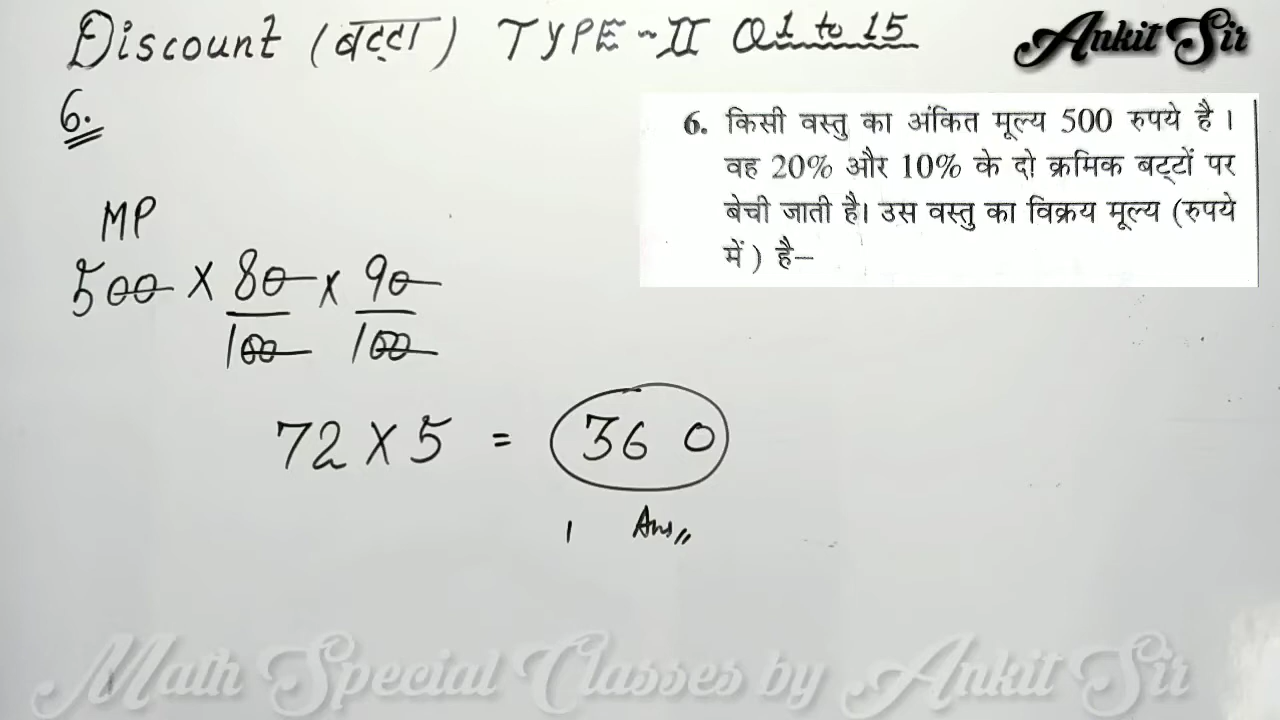 Discount (बट्टा) TYPE-II Q1 to 15
Ankit Sir
6.
6. किसी वस्तु का अंकित मूल्य 500 रुपये है।
वह 20% और 10% के दो क्रमिक बट्टों पर
बेची जाती है। उस वस्तु का विक्रय मूल्य (रुपये
में) है–
MP
500 × 80/100 × 90/100
72 × 5 = 360
Ans
Math Special Classes by Ankit Sir